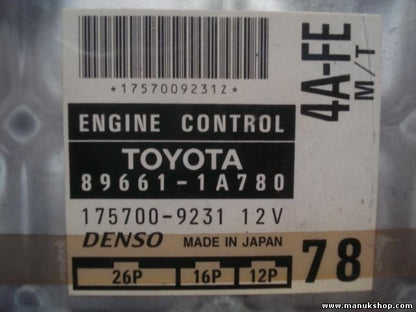 *1757009231Z*
4A-FE
M/T
ENGINE CONTROL
TOYOTA
89661-1A780
175700-9231 12V
DENSO MADE IN JAPAN
78
26P 16P 12P
www.manukshop.com